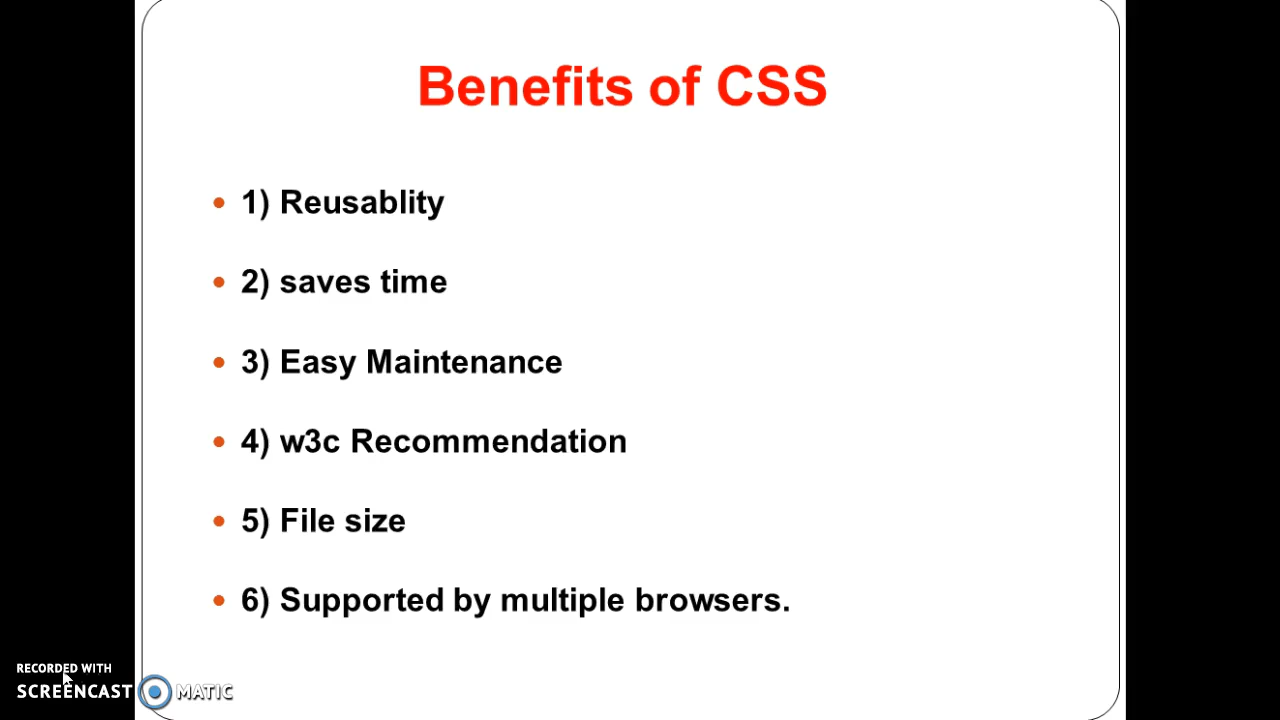 Benefits of CSS
1) Reusablity
2) saves time
3) Easy Maintenance
4) w3c Recommendation
5) File size
6) Supported by multiple browsers.
RECORDED WITH
SCREENCAST MATIC